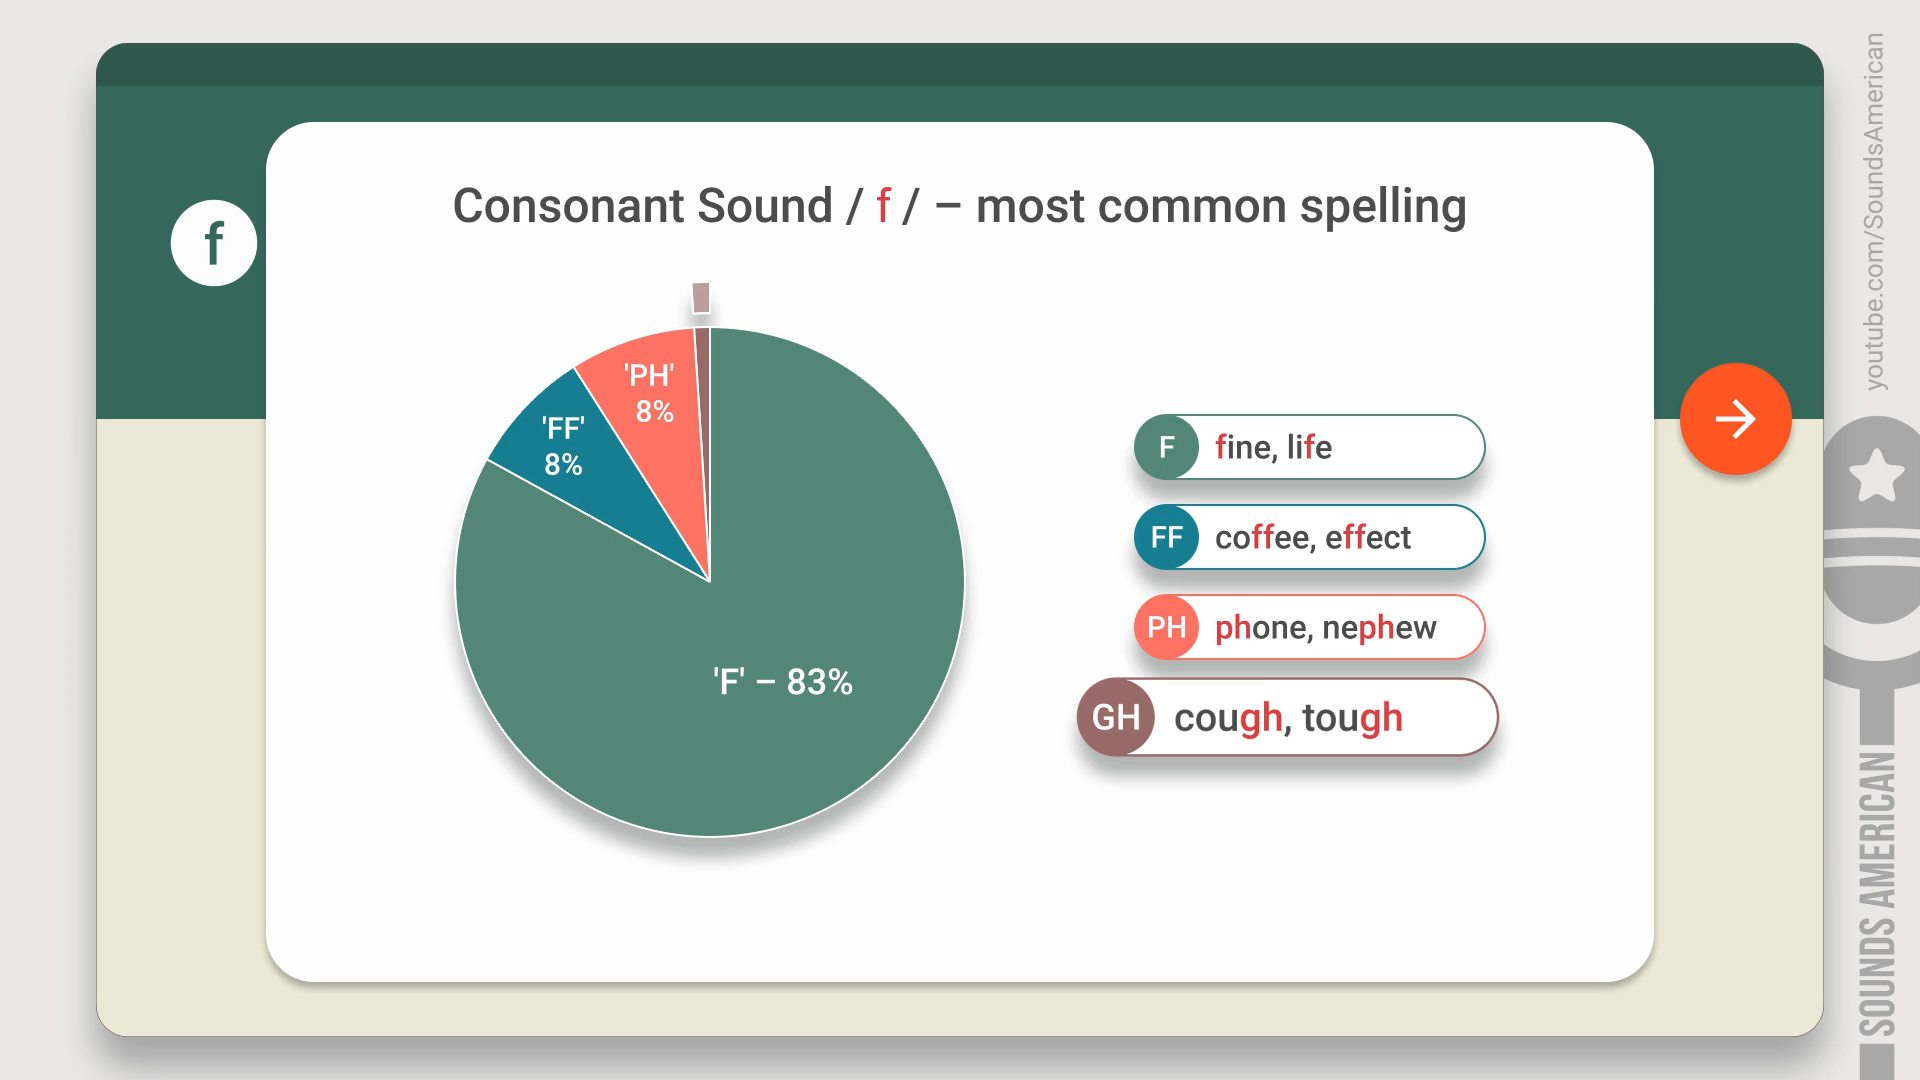 Consonant Sound / f / – most common spelling
f
'PH'
8%
'FF'
8%
'F' – 83%
F fine, life
FF coffee, effect
PH phone, nephew
GH cough, tough
youtube.com/SoundsAmerican
SOUNDS AMERICAN